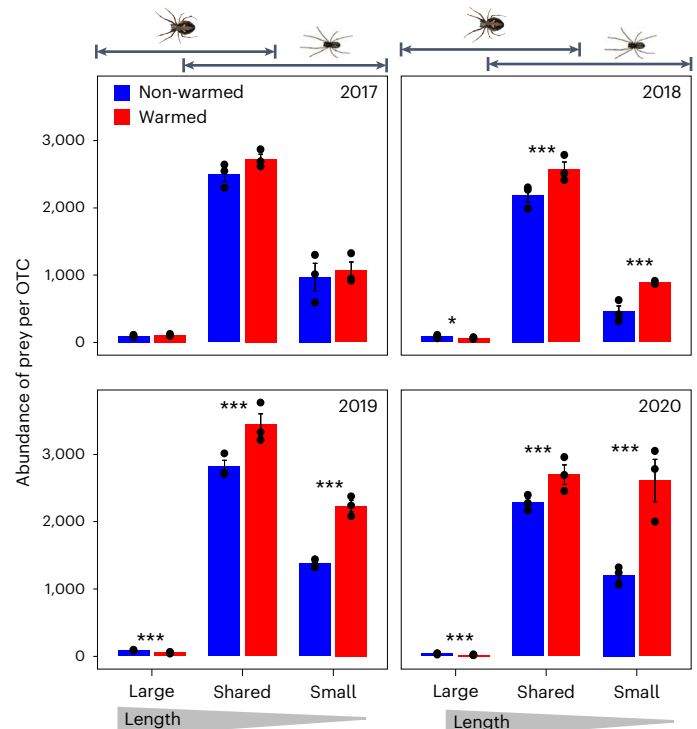 Abundance of prey per OTC
Non-warmed
Warmed
2017
2018
3,000
2,000
1,000
0
***
***
*
2019
2020
3,000
2,000
1,000
0
***
***
***
***
***
***
Large
Shared
Small
Large
Shared
Small
Length
Length